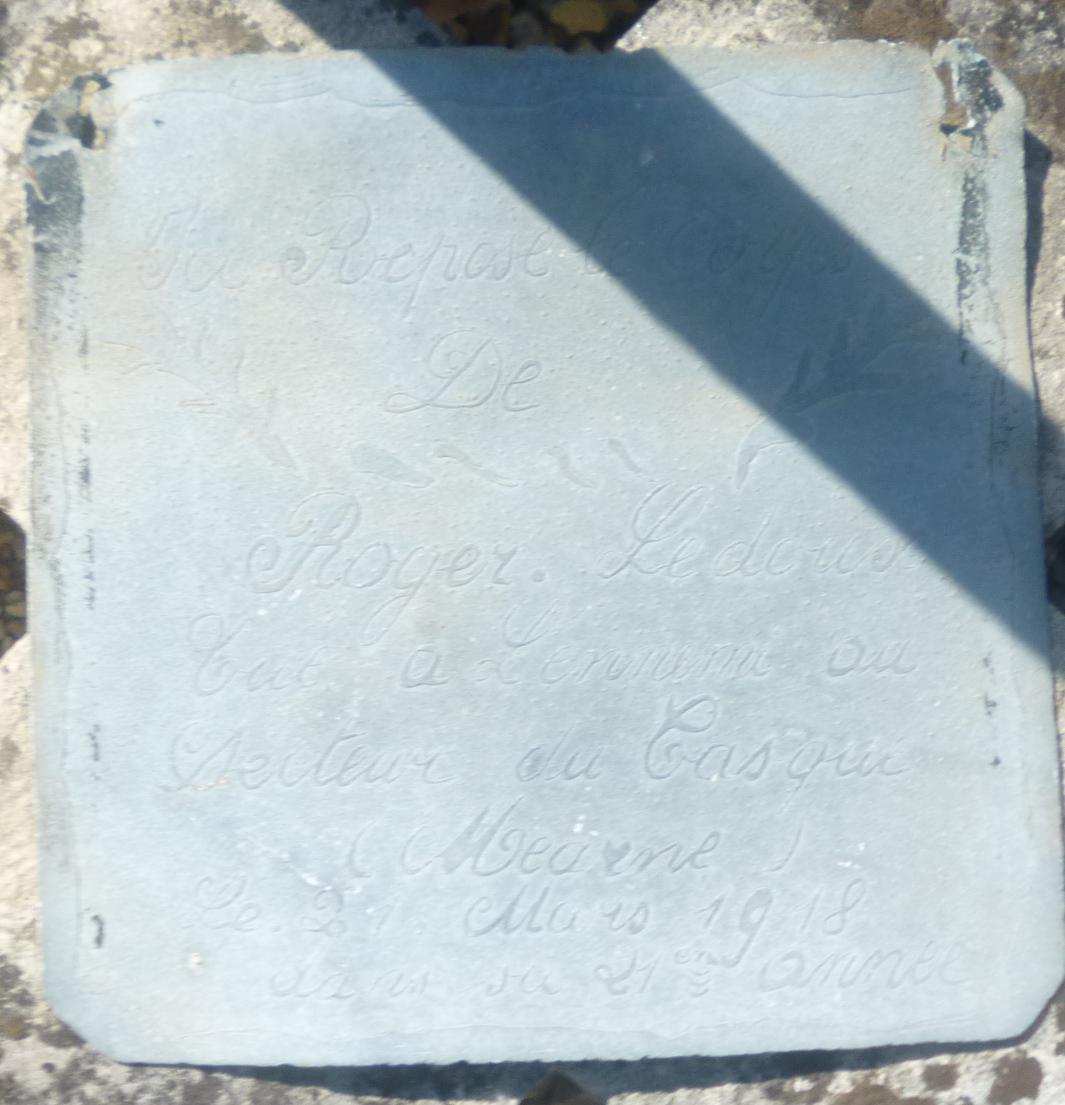 Ici Repose le Corps
De
Roger. Ledoux
Tué a L'ennemi au
Secteur du Casque
( Mearne )
Le. 21. Mars 1918
dans sa 21ème année